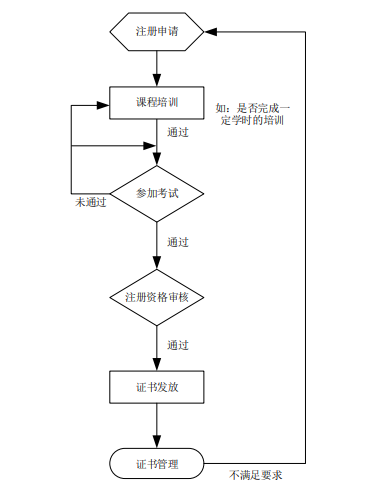 注册申请
课程培训
如：是否完成一
定学时的培训
通过
参加考试
未通过
通过
注册资格审核
通过
证书发放
证书管理
不满足要求